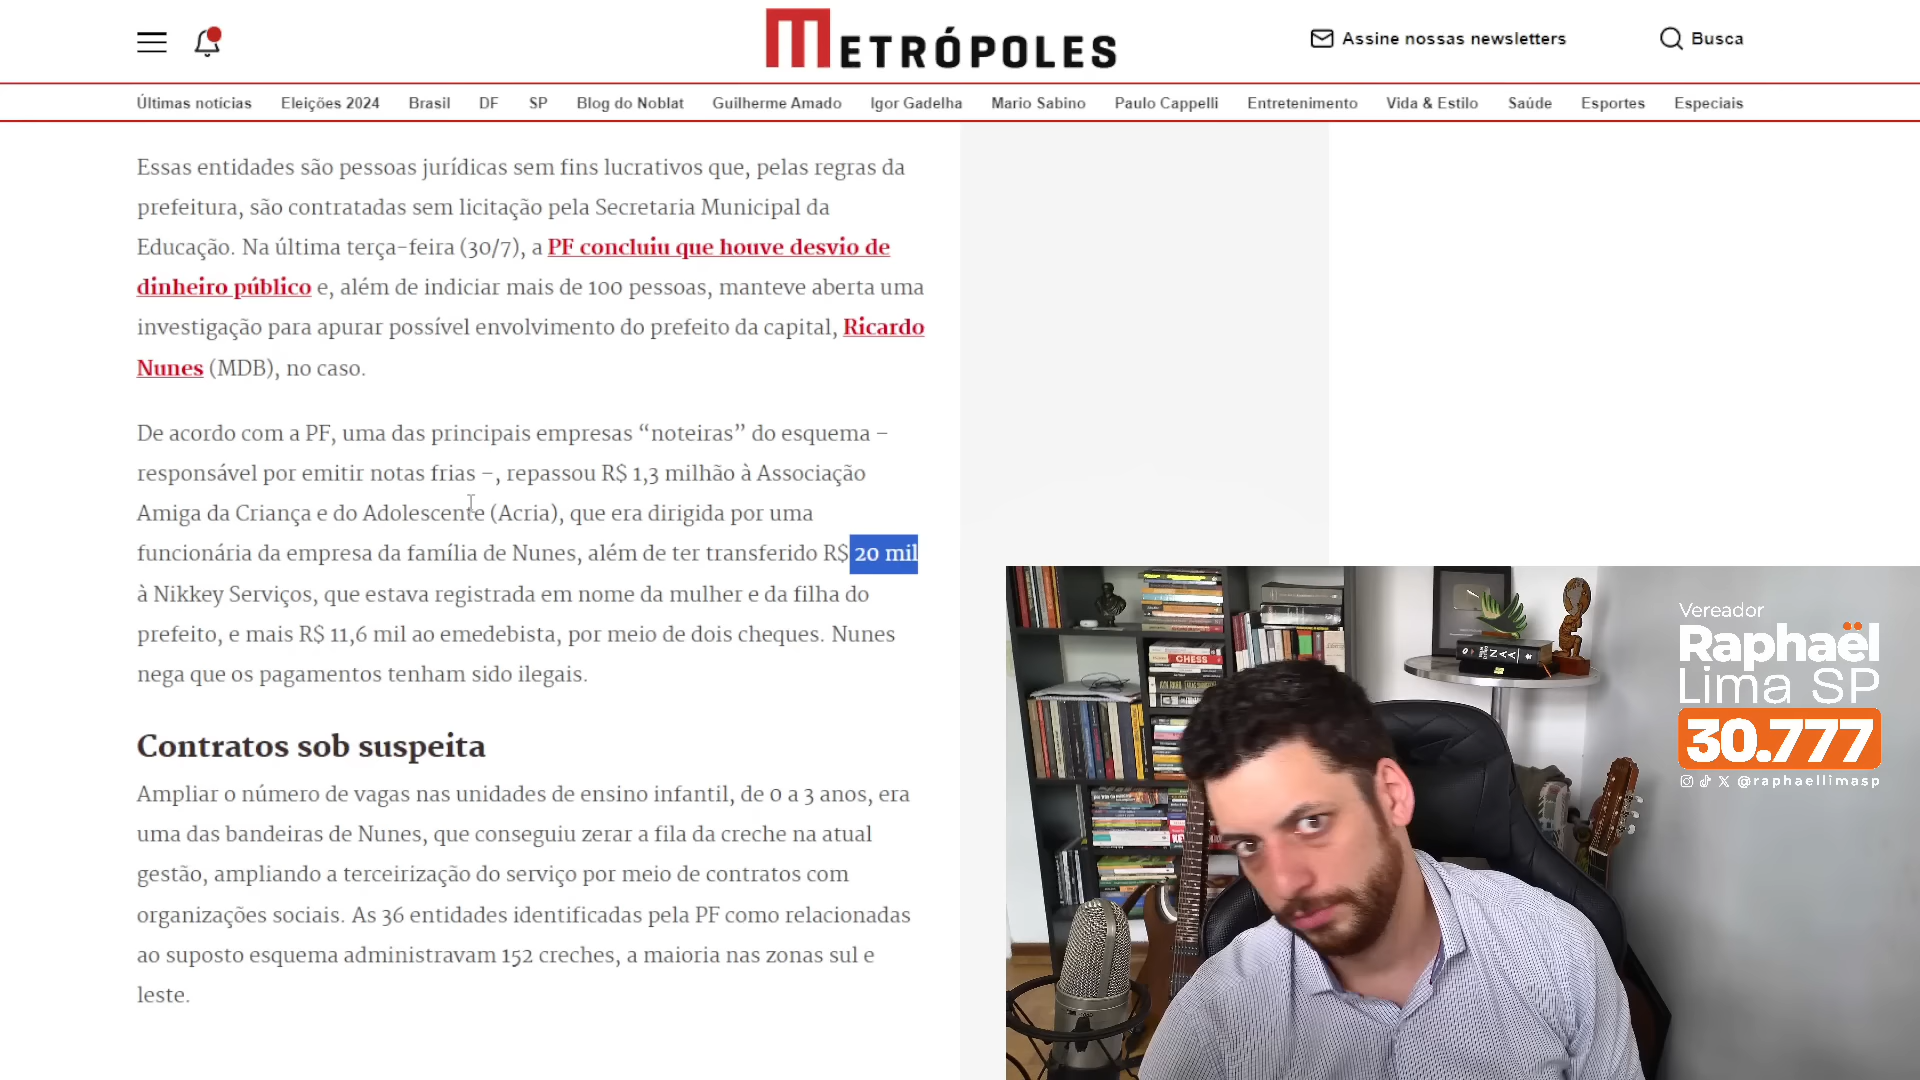 METRÓPOLES
Assine nossas newsletters
Busca
Últimas notícias Eleições 2024 Brasil DF SP Blog do Noblat Guilherme Amado Igor Gadelha Mario Sabino Paulo Cappelli Entretenimento Vida & Estilo Saúde Esportes Especiais
Essas entidades são pessoas jurídicas sem fins lucrativos que, pelas regras da
prefeitura, são contratadas sem licitação pela Secretaria Municipal da
Educação. Na última terça-feira (30/7), a PF concluiu que houve desvio de
dinheiro público e, além de indiciar mais de 100 pessoas, manteve aberta uma
investigação para apurar possível envolvimento do prefeito da capital, Ricardo
Nunes (MDB), no caso.
De acordo com a PF, uma das principais empresas “noteiras” do esquema –
responsável por emitir notas frias –, repassou R$ 1,3 milhão à Associação
Amiga da Criança e do Adolescente (Acria), que era dirigida por uma
funcionária da empresa da família de Nunes, além de ter transferido R$ 20 mil
à Nikkey Serviços, que estava registrada em nome da mulher e da filha do
prefeito, e mais R$ 11,6 mil ao emedebista, por meio de dois cheques. Nunes
nega que os pagamentos tenham sido ilegais.
Contratos sob suspeita
Ampliar o número de vagas nas unidades de ensino infantil, de 0 a 3 anos, era
uma das bandeiras de Nunes, que conseguiu zerar a fila da creche na atual
gestão, ampliando a terceirização do serviço por meio de contratos com
organizações sociais. As 36 entidades identificadas pela PF como relacionadas
ao suposto esquema administravam 152 creches, a maioria nas zonas sul e
leste.
Vereador
Raphaël
Lima SP
30.777
@raphaellimasp
CHESS